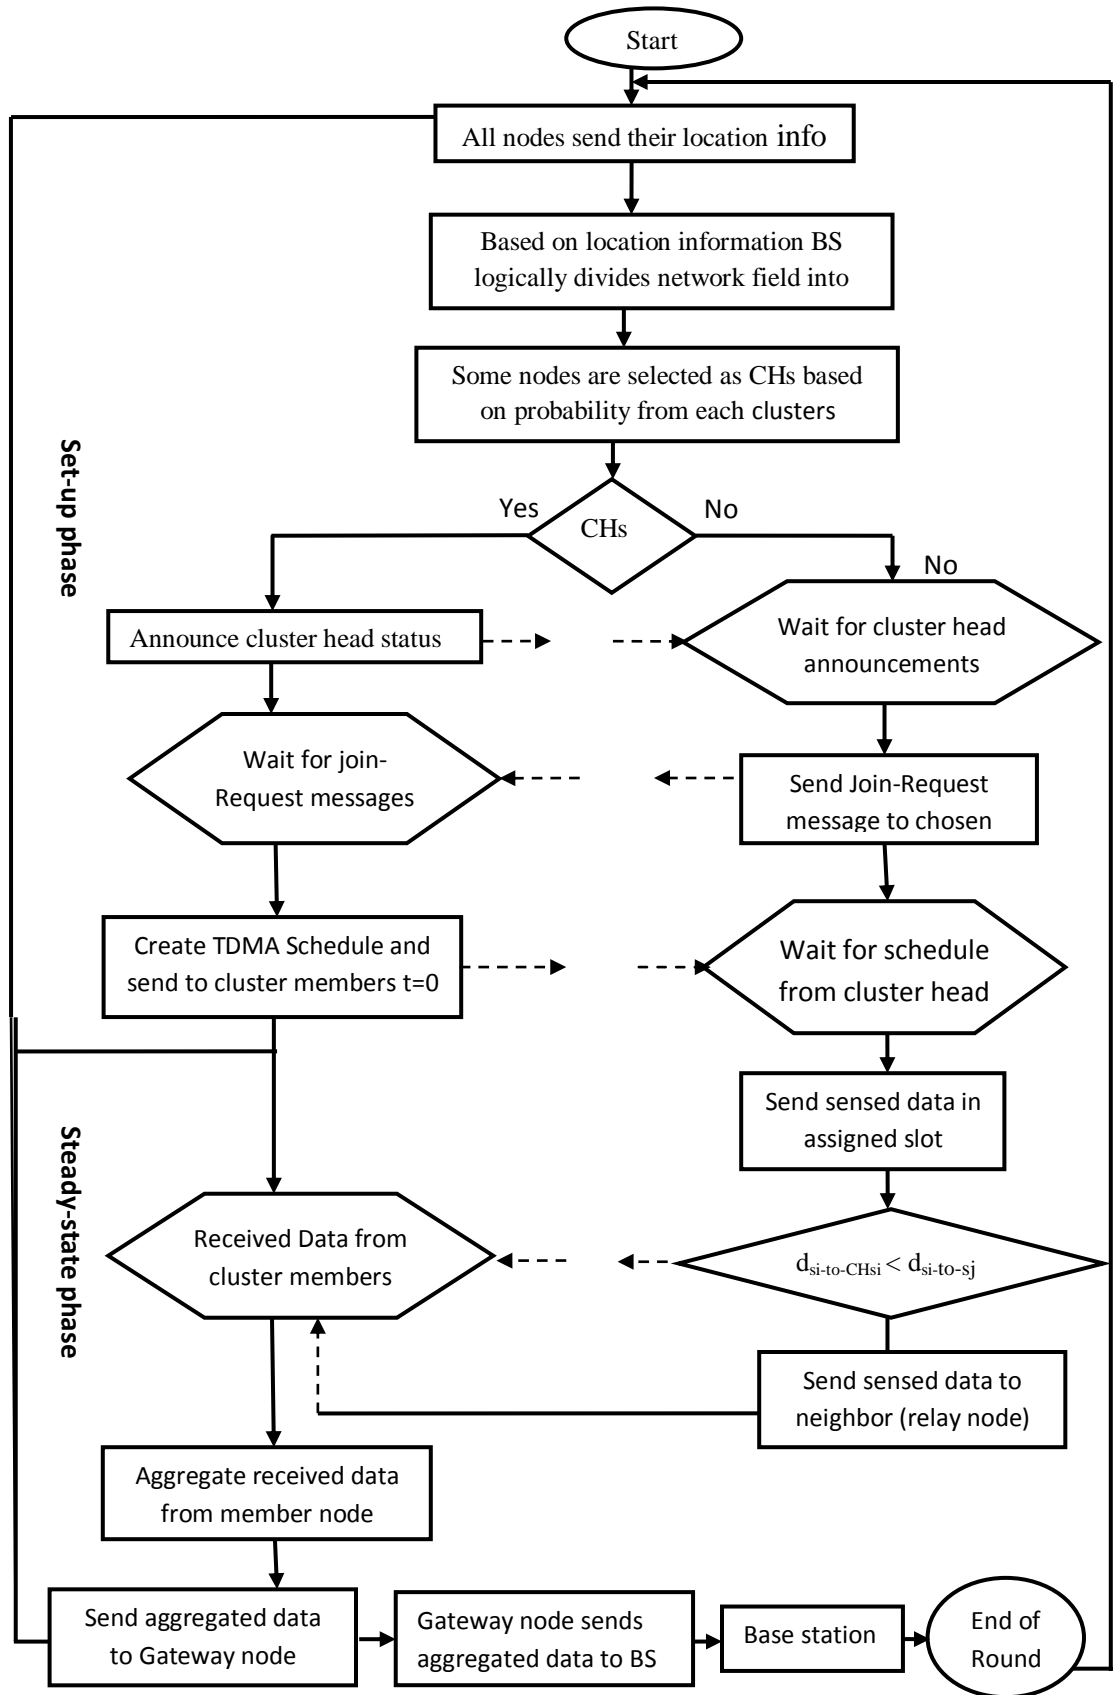 Start
All nodes send their location info
Based on location information BS
logically divides network field into
Some nodes are selected as CHs based
on probability from each clusters
Set-up phase
Yes
CHs
No
No
Announce cluster head status
Wait for cluster head
announcements
Wait for join-
Request messages
Send Join-Request
message to chosen
Create TDMA Schedule and
send to cluster members t=0
Wait for schedule
from cluster head
Send sensed data in
assigned slot
Steady-state phase
Received Data from
cluster members
dsi-to-CHsi < dsi-to-sj
Send sensed data to
neighbor (relay node)
Aggregate received data
from member node
Send aggregated data
to Gateway node
Gateway node sends
aggregated data to BS
Base station
End of
Round